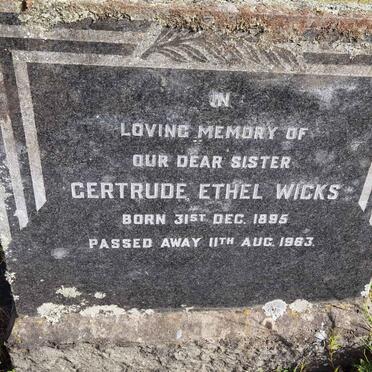 IN
LOVING MEMORY OF
OUR DEAR SISTER
GERTRUDE ETHEL WICKS
BORN 31ST DEC. 1895
PASSED AWAY 11TH AUG. 1963.